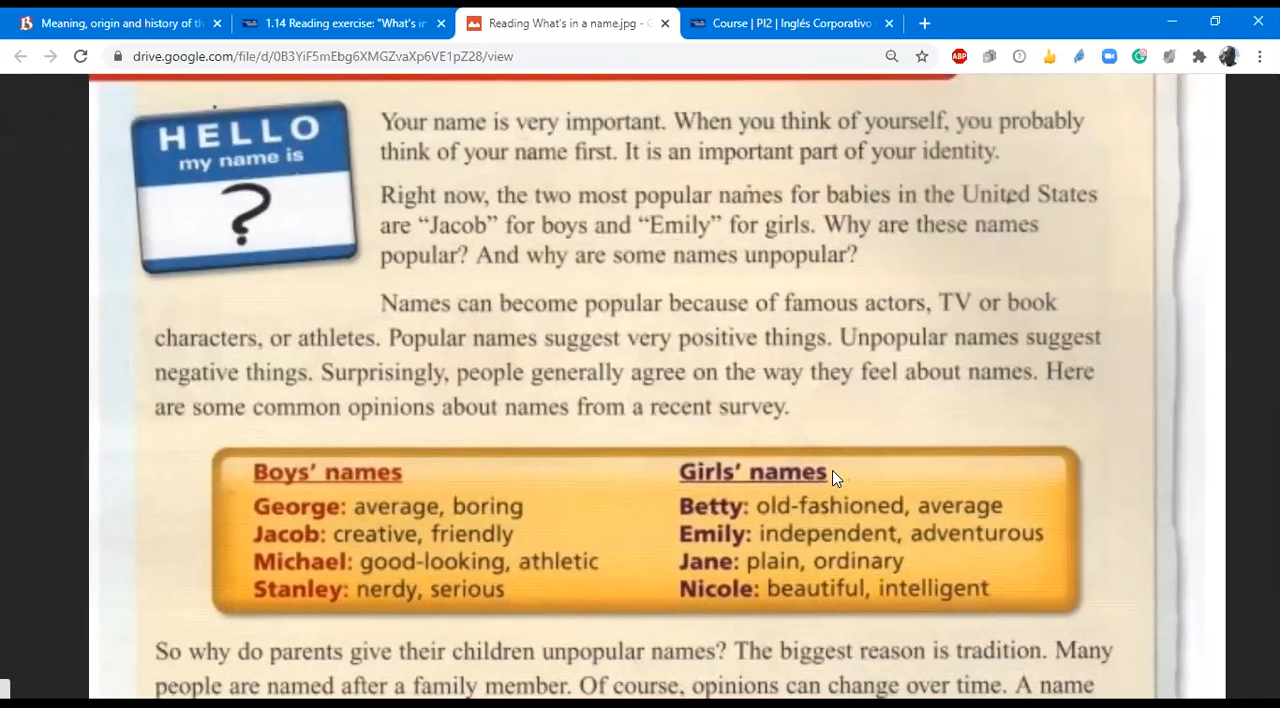 Meaning, origin and history of th
1.14 Reading exercise: "What's in
Reading What's in a name.jpg - G
Course | PI2 | Inglés Corporativo
drive.google.com/file/d/0B3YiF5mEbg6XMGZvaXp6VE1pZ28/view
ABP
HELLO
my name is
?
Your name is very important. When you think of yourself, you probably
think of your name first. It is an important part of your identity.
Right now, the two most popular names for babies in the United States
are “Jacob” for boys and “Emily” for girls. Why are these names
popular? And why are some names unpopular?
Names can become popular because of famous actors, TV or book
characters, or athletes. Popular names suggest very positive things. Unpopular names suggest
negative things. Surprisingly, people generally agree on the way they feel about names. Here
are some common opinions about names from a recent survey.
Boys’ names
George: average, boring
Jacob: creative, friendly
Michael: good-looking, athletic
Stanley: nerdy, serious
Girls’ names
Betty: old-fashioned, average
Emily: independent, adventurous
Jane: plain, ordinary
Nicole: beautiful, intelligent
So why do parents give their children unpopular names? The biggest reason is tradition. Many
people are named after a family member. Of course, opinions can change over time. A name